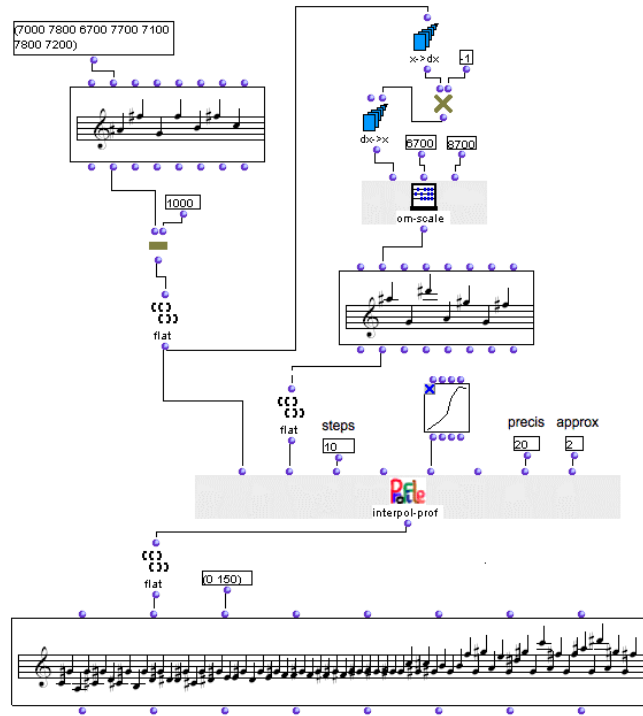 (7000 7800 6700 7700 7100
7800 7200)
x->dx
-1
dx->x
6700
8700
om-scale
1000
flat
flat
steps
10
precis
20
approx
2
Profile
interpol-prof
flat
(0 150)